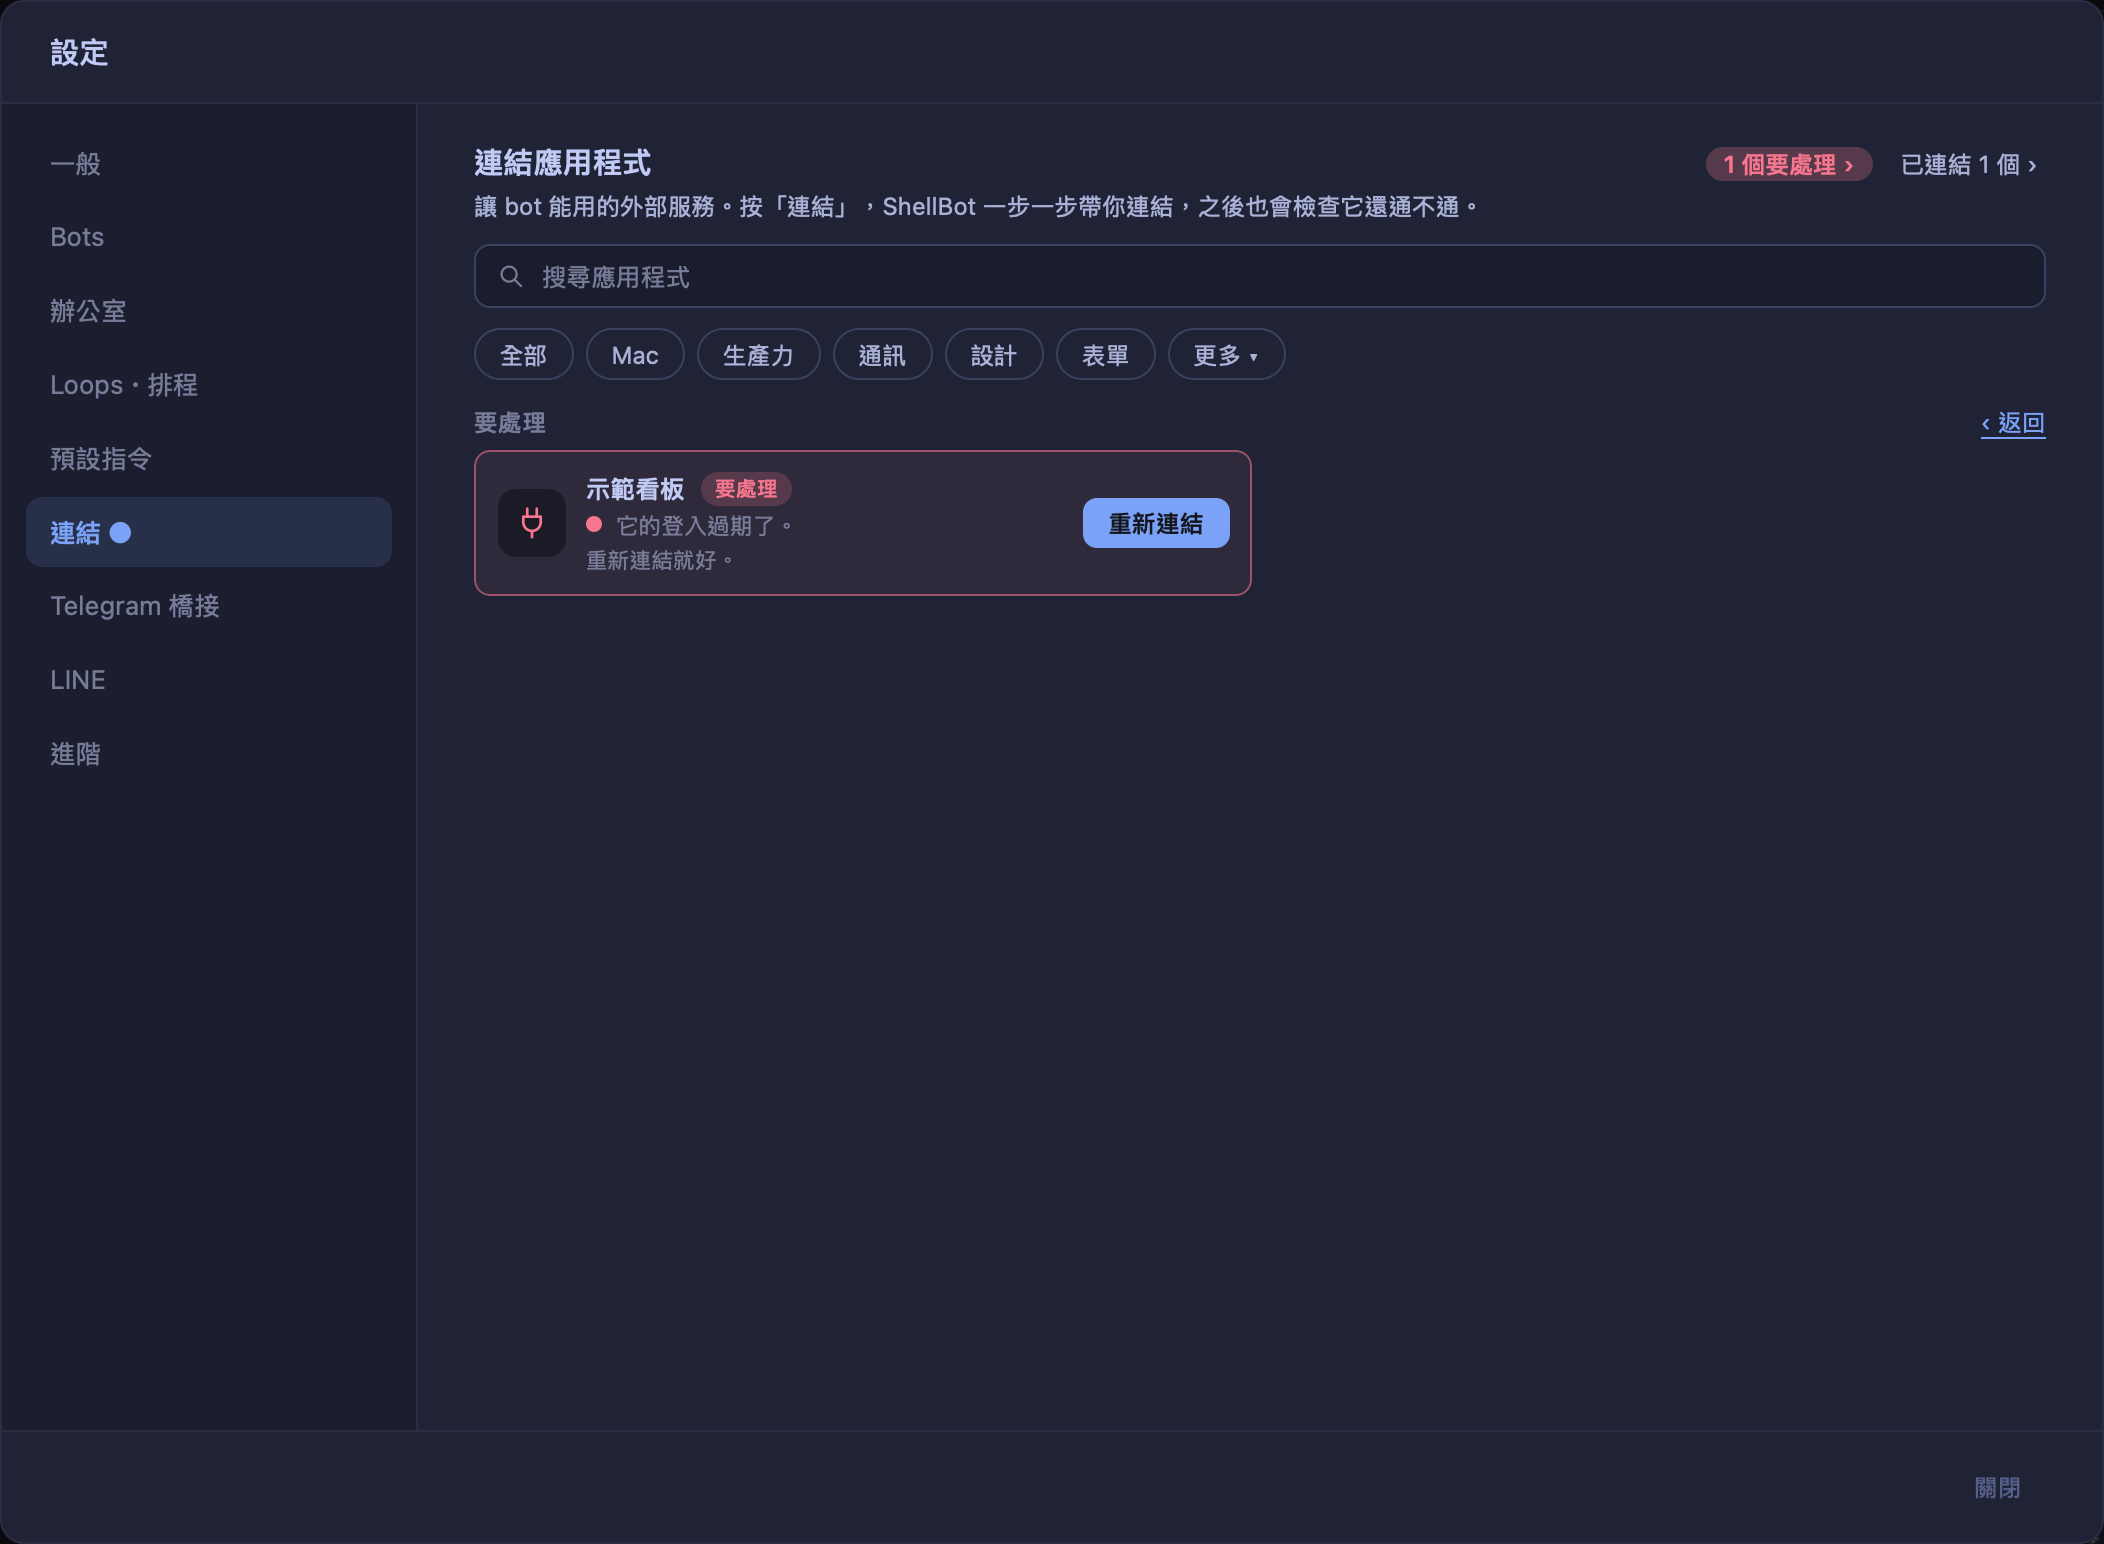 設定
一般
Bots
辦公室
Loops・排程
預設指令
連結
Telegram 橋接
LINE
進階
連結應用程式
1 個要處理 ›
已連結 1 個 ›
讓 bot 能用的外部服務。按「連結」，ShellBot 一步一步帶你連結，之後也會檢查它還通不通。
搜尋應用程式
全部
Mac
生產力
通訊
設計
表單
更多 ▾
要處理
‹ 返回
示範看板
要處理
它的登入過期了。
重新連結就好。
重新連結
關閉